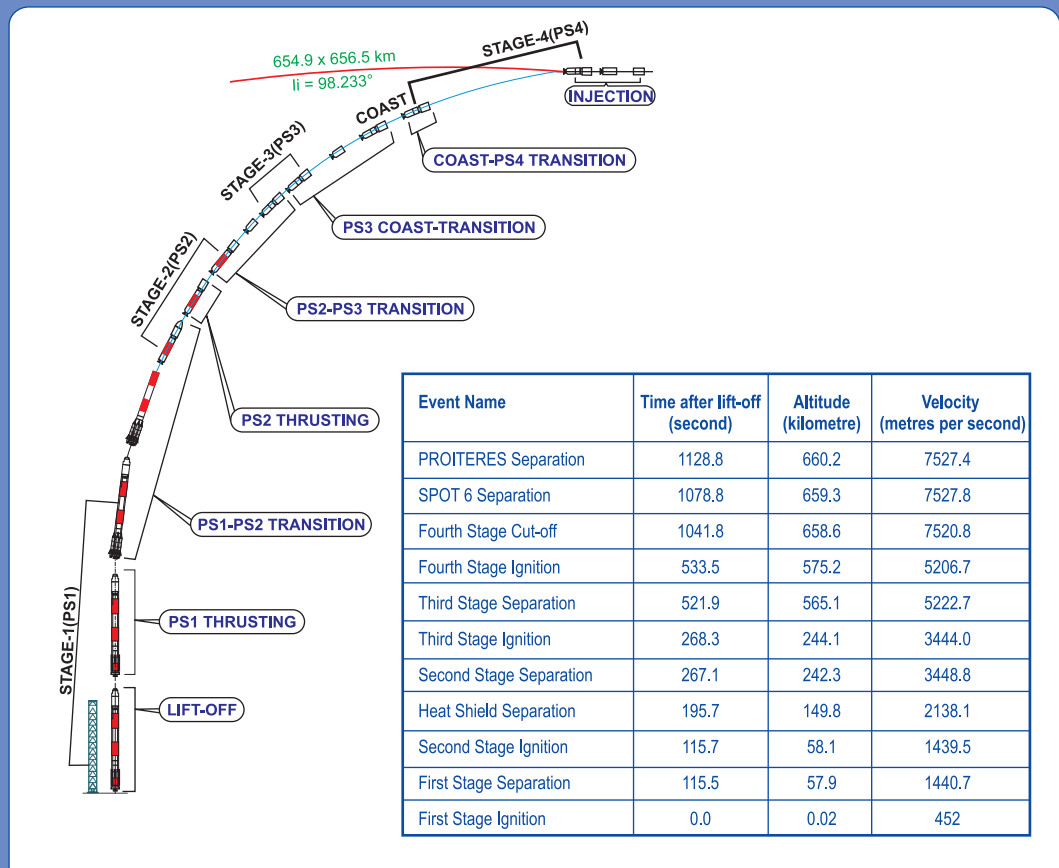 STAGE-4(PS4)
654.9 x 656.5 km
Ii = 98.233°
INJECTION
COAST
COAST-PS4 TRANSITION
STAGE-3(PS3)
PS3 COAST-TRANSITION
STAGE-2(PS2)
PS2-PS3 TRANSITION
PS2 THRUSTING
PS1-PS2 TRANSITION
STAGE-1(PS1)
PS1 THRUSTING
LIFT-OFF
Event Name Time after lift-off (second) Altitude (kilometre) Velocity (metres per second)
PROITERES Separation 1128.8 660.2 7527.4
SPOT 6 Separation 1078.8 659.3 7527.8
Fourth Stage Cut-off 1041.8 658.6 7520.8
Fourth Stage Ignition 533.5 575.2 5206.7
Third Stage Separation 521.9 565.1 5222.7
Third Stage Ignition 268.3 244.1 3444.0
Second Stage Separation 267.1 242.3 3448.8
Heat Shield Separation 195.7 149.8 2138.1
Second Stage Ignition 115.7 58.1 1439.5
First Stage Separation 115.5 57.9 1440.7
First Stage Ignition 0.0 0.02 452